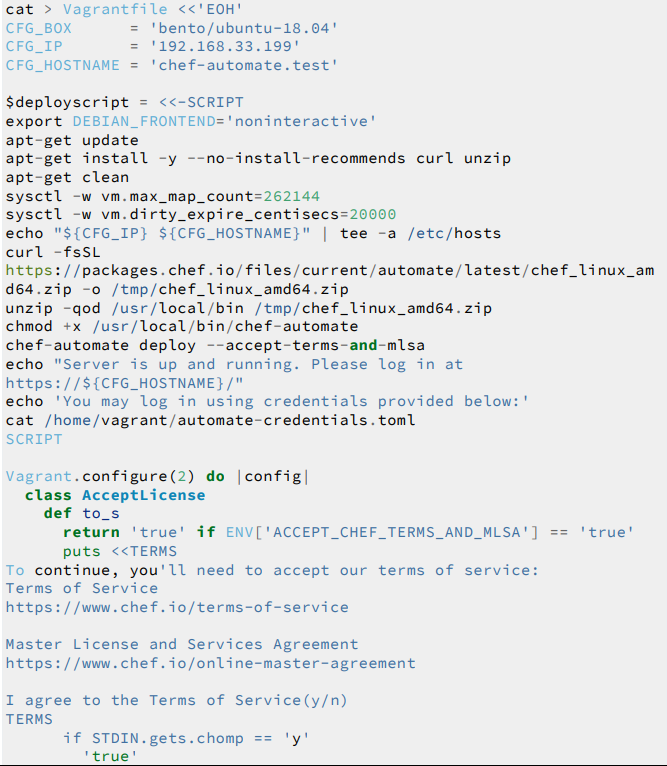 cat > Vagrantfile <<'EOH'
CFG_BOX      = 'bento/ubuntu-18.04'
CFG_IP       = '192.168.33.199'
CFG_HOSTNAME = 'chef-automate.test'

$deployscript = <<-SCRIPT
export DEBIAN_FRONTEND='noninteractive'
apt-get update
apt-get install -y --no-install-recommends curl unzip
apt-get clean
sysctl -w vm.max_map_count=262144
sysctl -w vm.dirty_expire_centisecs=20000
echo "${CFG_IP} ${CFG_HOSTNAME}" | tee -a /etc/hosts
curl -fsSL
https://packages.chef.io/files/current/automate/latest/chef_linux_am
d64.zip -o /tmp/chef_linux_amd64.zip
unzip -qod /usr/local/bin /tmp/chef_linux_amd64.zip
chmod +x /usr/local/bin/chef-automate
chef-automate deploy --accept-terms-and-mlsa
echo "Server is up and running. Please log in at
https://${CFG_HOSTNAME}/"
echo 'You may log in using credentials provided below:'
cat /home/vagrant/automate-credentials.toml
SCRIPT

Vagrant.configure(2) do |config|
  class AcceptLicense
    def to_s
      return 'true' if ENV['ACCEPT_CHEF_TERMS_AND_MLSA'] == 'true'
      puts <<TERMS
To continue, you'll need to accept our terms of service:
Terms of Service
https://www.chef.io/terms-of-service

Master License and Services Agreement
https://www.chef.io/online-master-agreement

I agree to the Terms of Service(y/n)
TERMS
      if STDIN.gets.chomp == 'y'
        'true'